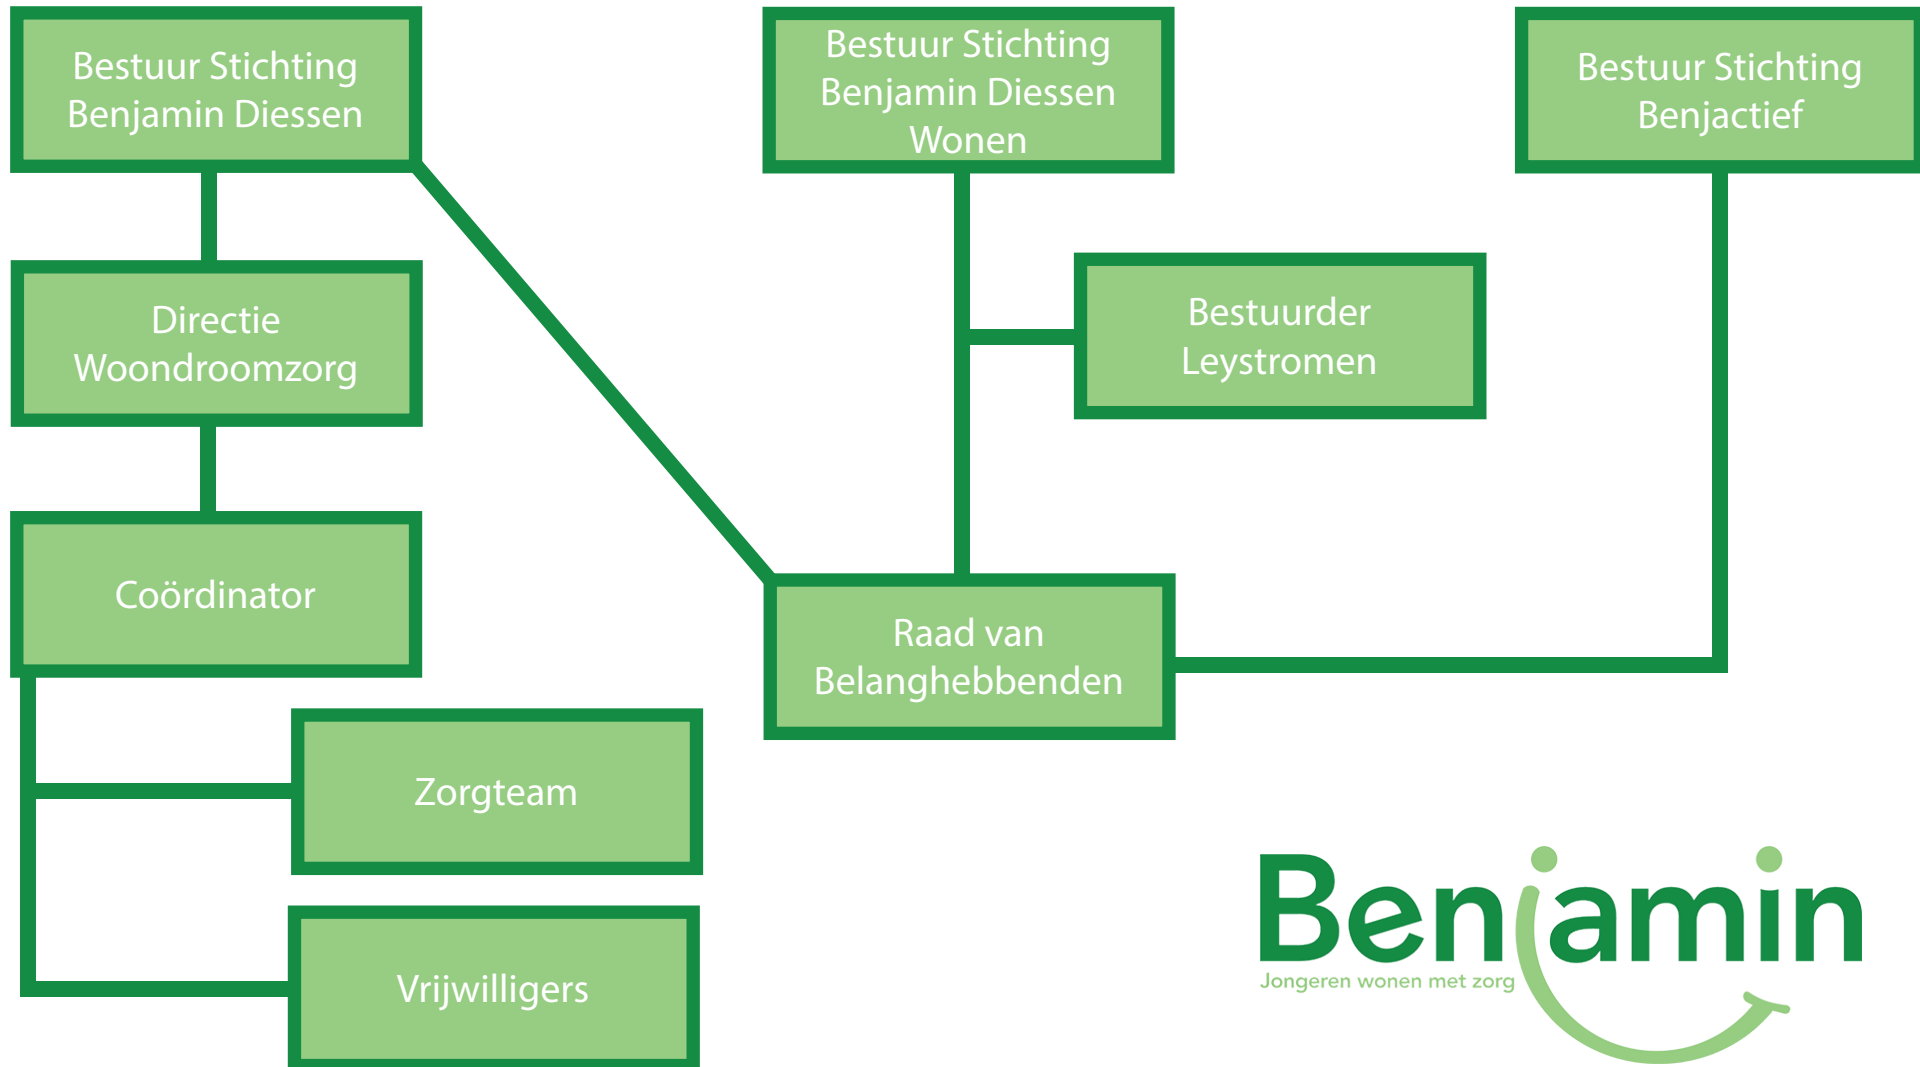 Bestuur Stichting
Benjamin Diessen
Bestuur Stichting
Benjamin Diessen
Wonen
Bestuur Stichting
Benjactief
Directie
Woondroomzorg
Bestuurder
Leystromen
Coördinator
Raad van
Belanghebbenden
Zorgteam
Vrijwilligers
Benjamin
Jongeren wonen met zorg